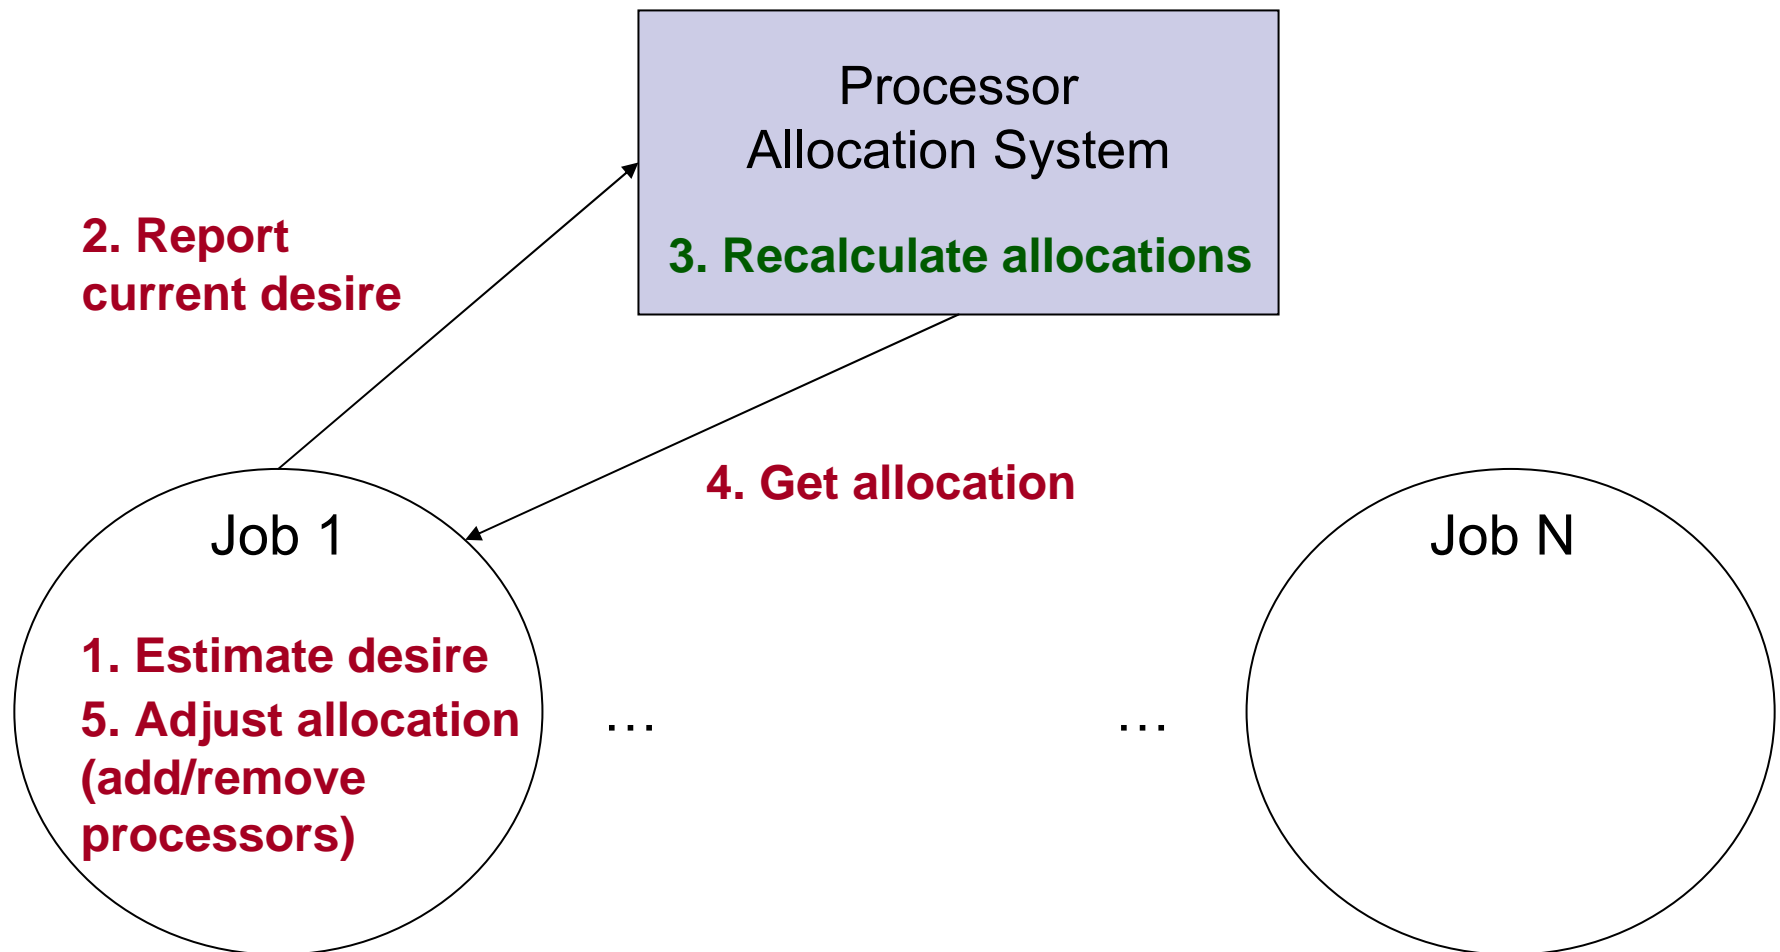 Processor
Allocation System
3. Recalculate allocations
2. Report
current desire
4. Get allocation
Job 1
1. Estimate desire
5. Adjust allocation
(add/remove
processors)
…
…
Job N